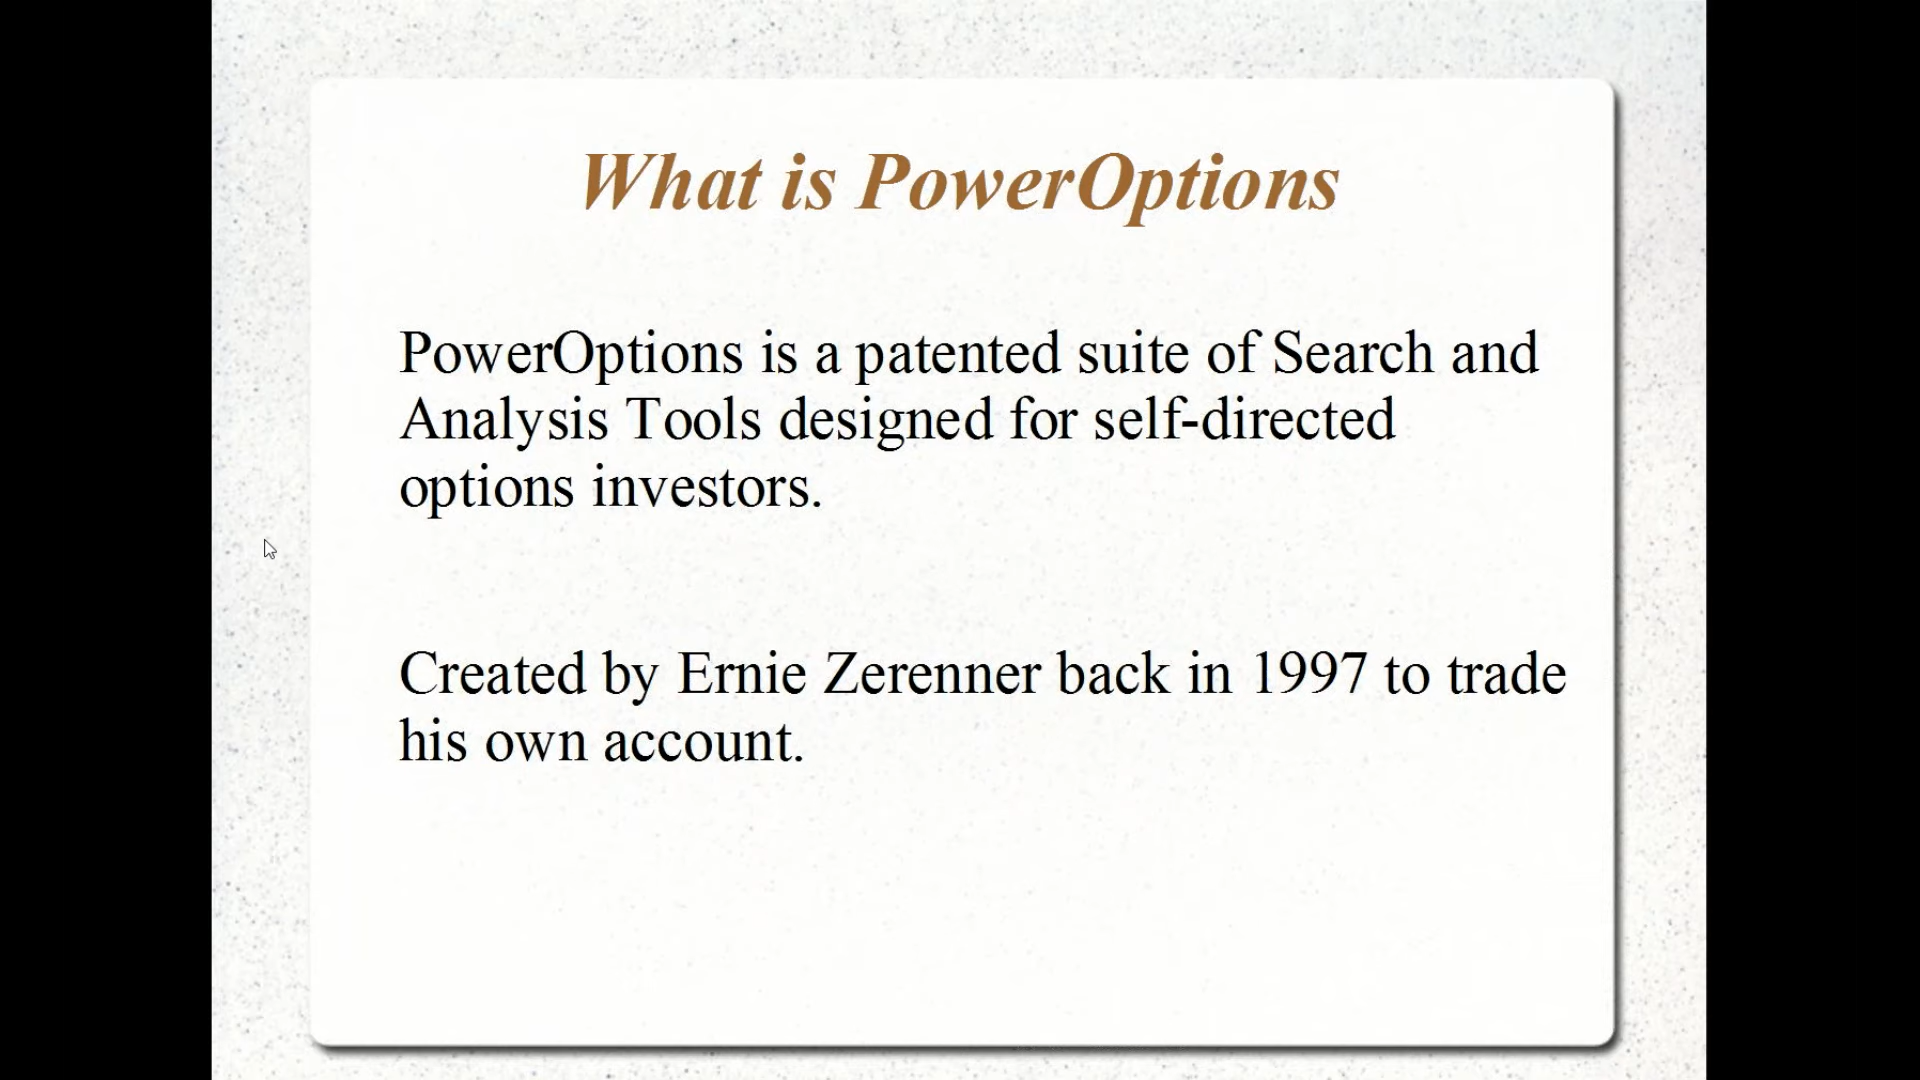 What is PowerOptions
PowerOptions is a patented suite of Search and
Analysis Tools designed for self-directed
options investors.
Created by Ernie Zerenner back in 1997 to trade
his own account.